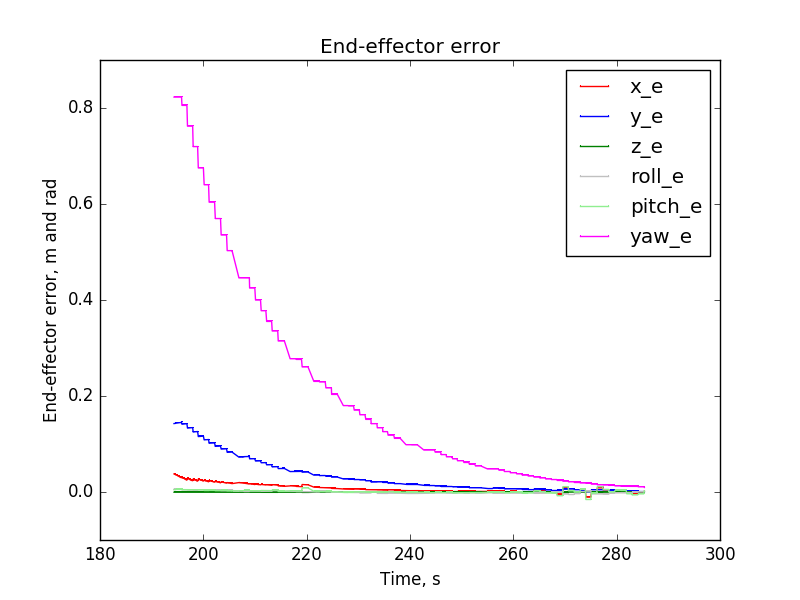 End-effector error
0.8
0.6
0.4
0.2
0.0
End-effector error, m and rad
180
200
220
240
260
280
300
Time, s
x_e
y_e
z_e
roll_e
pitch_e
yaw_e